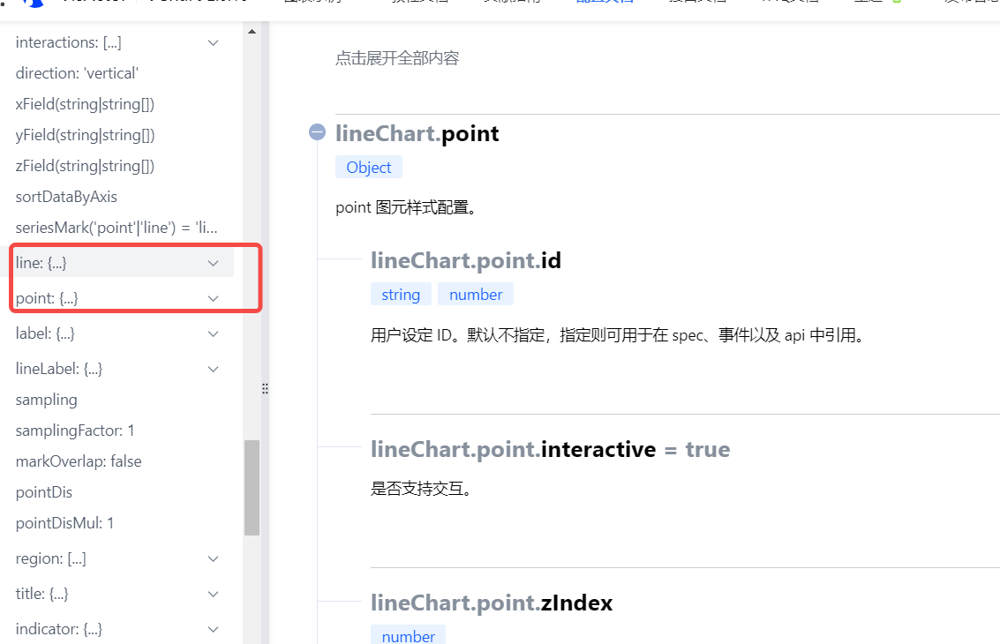 interactions: [...]
direction: 'vertical'
xField(string|string[])
yField(string|string[])
zField(string|string[])
sortDataByAxis
seriesMark('point'|'line') = 'li...
line: {...}
point: {...}
label: {...}
lineLabel: {...}
sampling
samplingFactor: 1
markOverlap: false
pointDis
pointDisMul: 1
region: [...]
title: {...}
indicator: {...}
点击展开全部内容
lineChart.point
Object
point 图元样式配置。
lineChart.point.id
string number
用户设定 ID。默认不指定，指定则可用于在 spec、事件以及 api 中引用。
lineChart.point.interactive = true
是否支持交互。
lineChart.point.zIndex
number